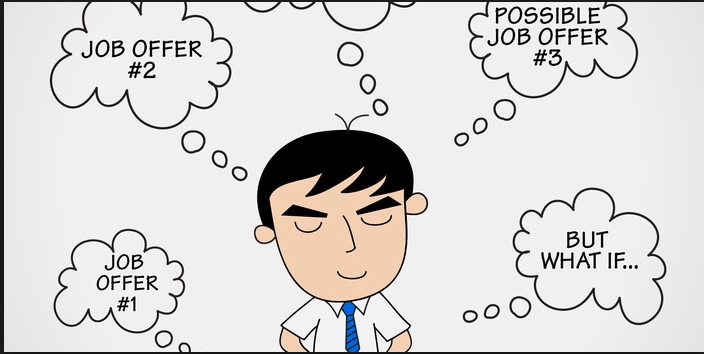 JOB OFFER
#2
POSSIBLE
JOB OFFER
#3
JOB
OFFER
#1
BUT
WHAT IF...